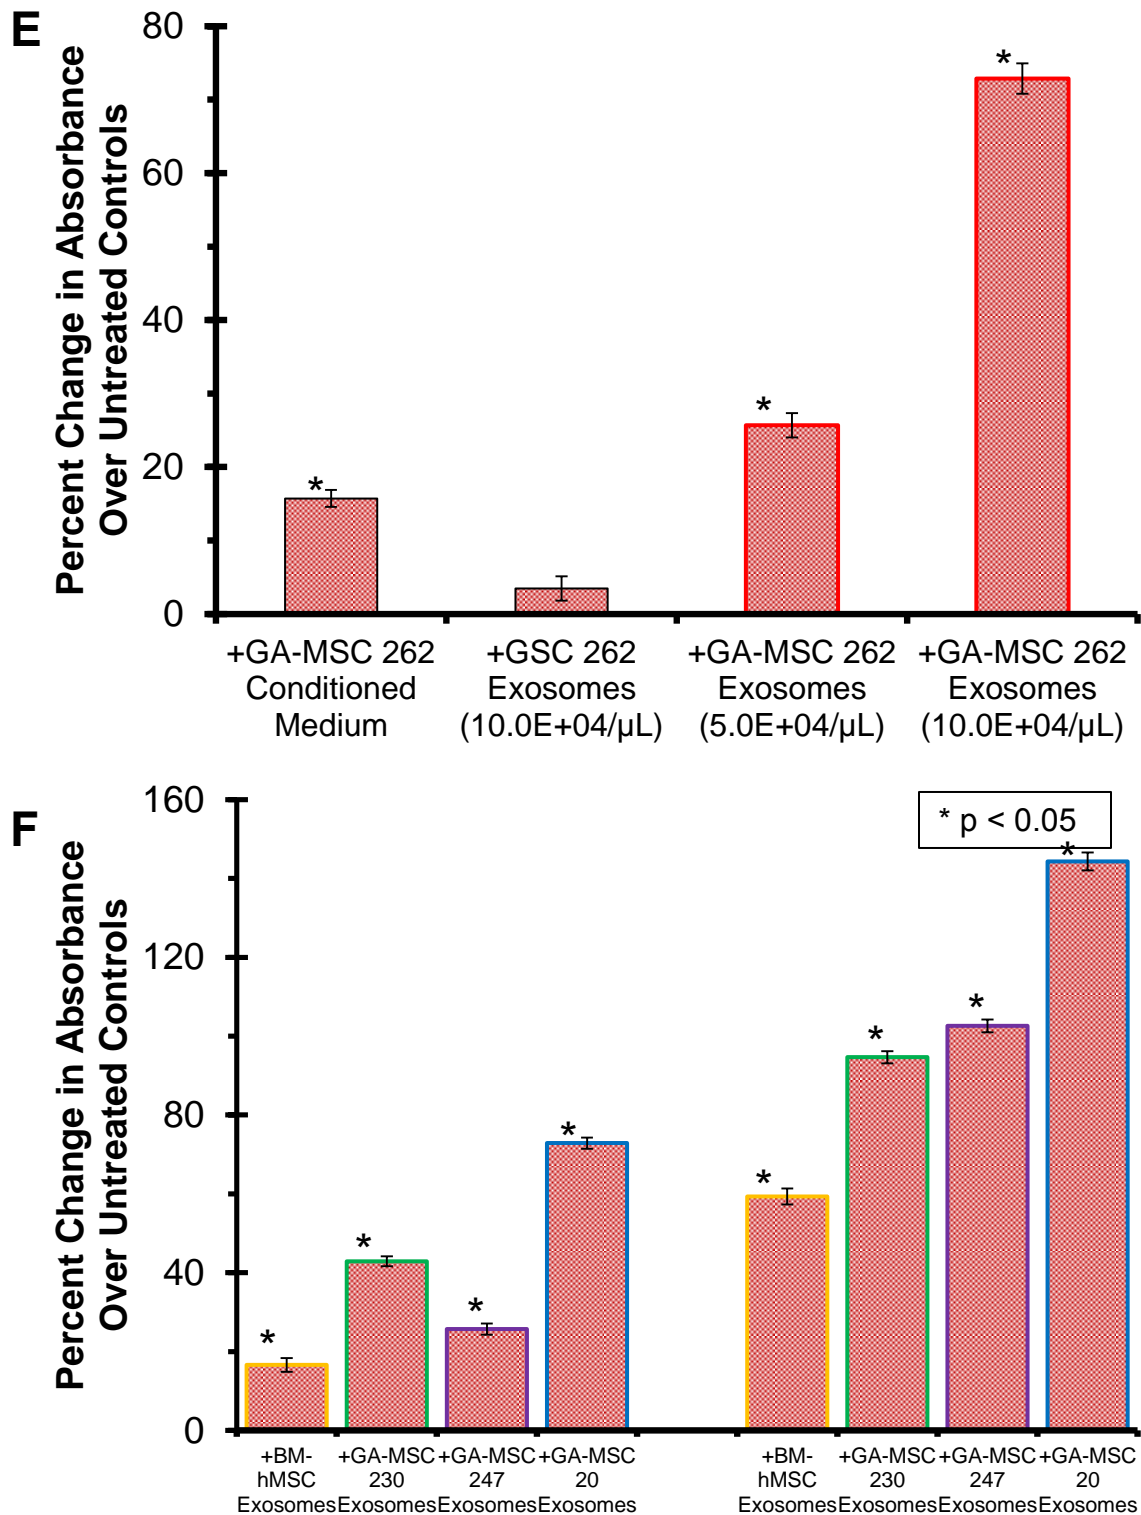 E
Percent Change in Absorbance
Over Untreated Controls
80
60
40
20
0
*
*
*
+GA-MSC 262
Conditioned
Medium
+GSC 262
Exosomes
(10.0E+04/µL)
+GA-MSC 262
Exosomes
(5.0E+04/µL)
+GA-MSC 262
Exosomes
(10.0E+04/µL)
F
Percent Change in Absorbance
Over Untreated Controls
160
120
80
40
0
* p < 0.05
*
*
*
*
*
*
*
*
+BM-
hMSC
Exosomes
+GA-MSC
230
Exosomes
+GA-MSC
247
Exosomes
+GA-MSC
20
Exosomes
+BM-
hMSC
Exosomes
+GA-MSC
230
Exosomes
+GA-MSC
247
Exosomes
+GA-MSC
20
Exosomes